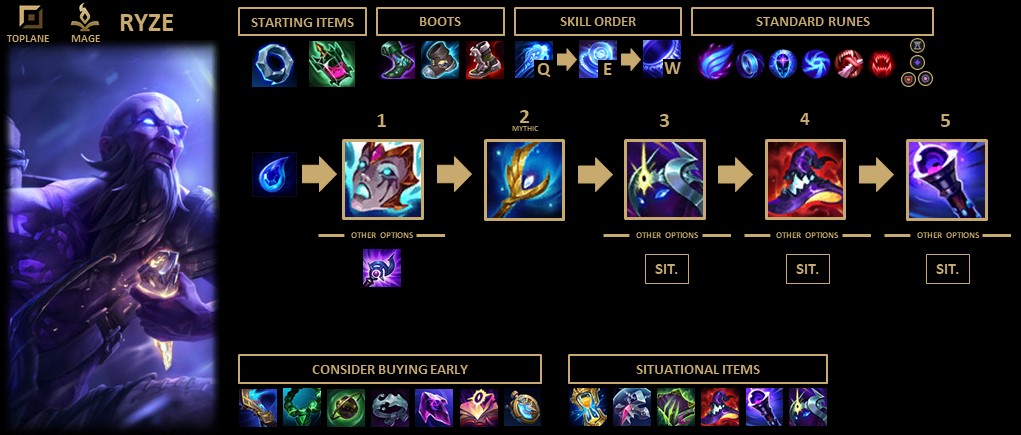 TOPLANE
MAGE
RYZE
STARTING ITEMS
BOOTS
SKILL ORDER
STANDARD RUNES
Q
E
W
1
2
MYTHIC
3
4
5
OTHER OPTIONS
OTHER OPTIONS
OTHER OPTIONS
OTHER OPTIONS
SIT.
SIT.
SIT.
CONSIDER BUYING EARLY
SITUATIONAL ITEMS